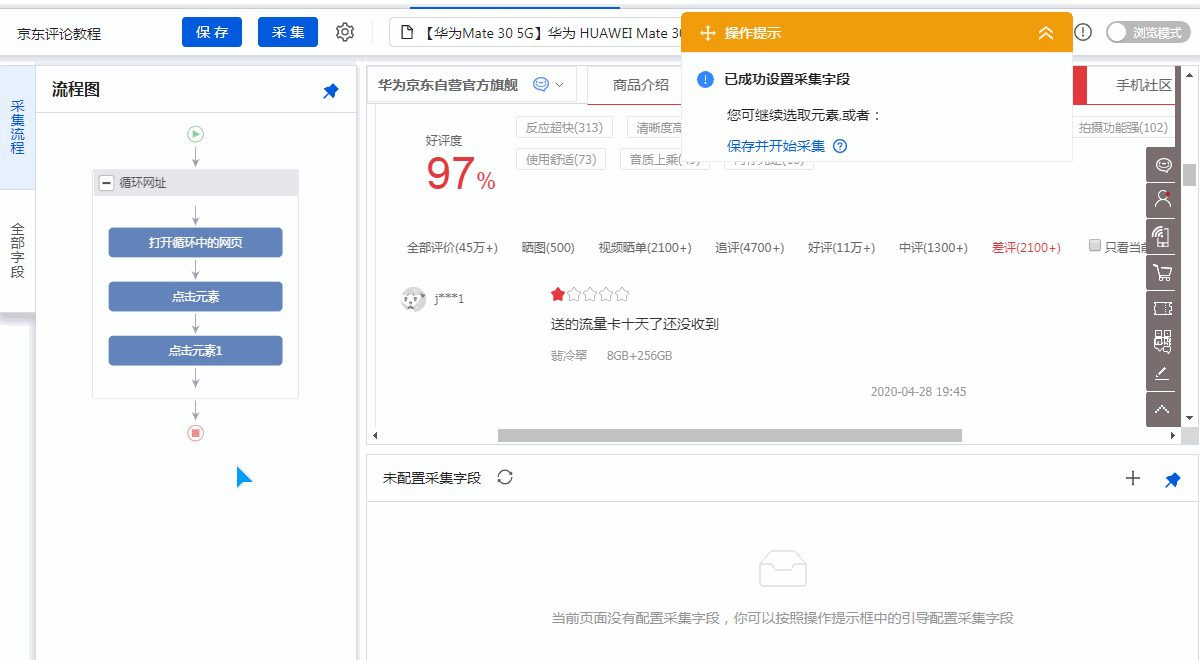 京东评论教程
保 存
采 集
【华为Mate 30 5G】华为 HUAWEI Mate 30
操作提示
浏览模式
已成功设置采集字段
您可继续选取元素,或者：
保存并开始采集
采集流程
全部字段
流程图
循环网址
打开循环中的网页
点击元素
点击元素1
华为京东自营官方旗舰
商品介绍
手机社区
好评度
97%
反应超快(313)
清晰度高
拍摄功能强(102)
使用舒适(73)
音质上乘
全部评价(45万+)
晒图(500)
视频晒单(2100+)
追评(4700+)
好评(11万+)
中评(1300+)
差评(2100+)
只看当前
j***1
送的流量卡十天了还没收到
翡冷翠
8GB+256GB
2020-04-28 19:45
未配置采集字段
当前页面没有配置采集字段，你可以按照操作提示框中的引导配置采集字段